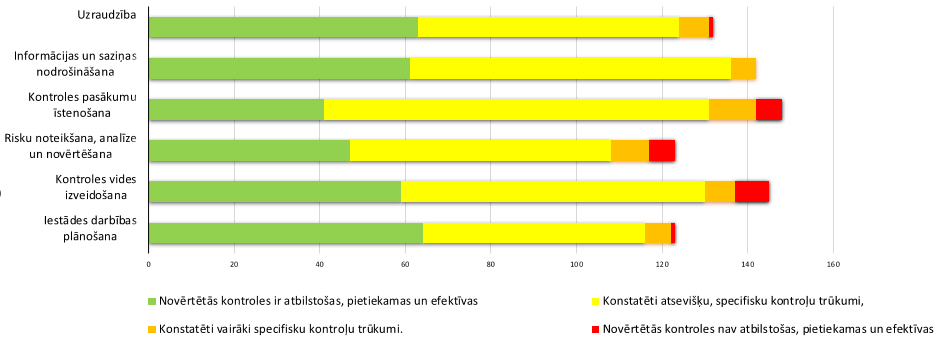 Uzraudzība
Informācijas un saziņas
nodrošināšana
Kontroles pasākumu
īstenošana
Risku noteikšana, analīze
un novērtēšana
Kontroles vides
izveidošana
Iestādes darbības
plānošana
0 20 40 60 80 100 120 140 160
Novērtētās kontroles ir atbilstošas, pietiekamas un efektīvas
Konstatēti atsevišķu, specifisku kontroļu trūkumi,
Konstatēti vairāki specifisku kontroļu trūkumi.
Novērtētās kontroles nav atbilstošas, pietiekamas un efektīvas